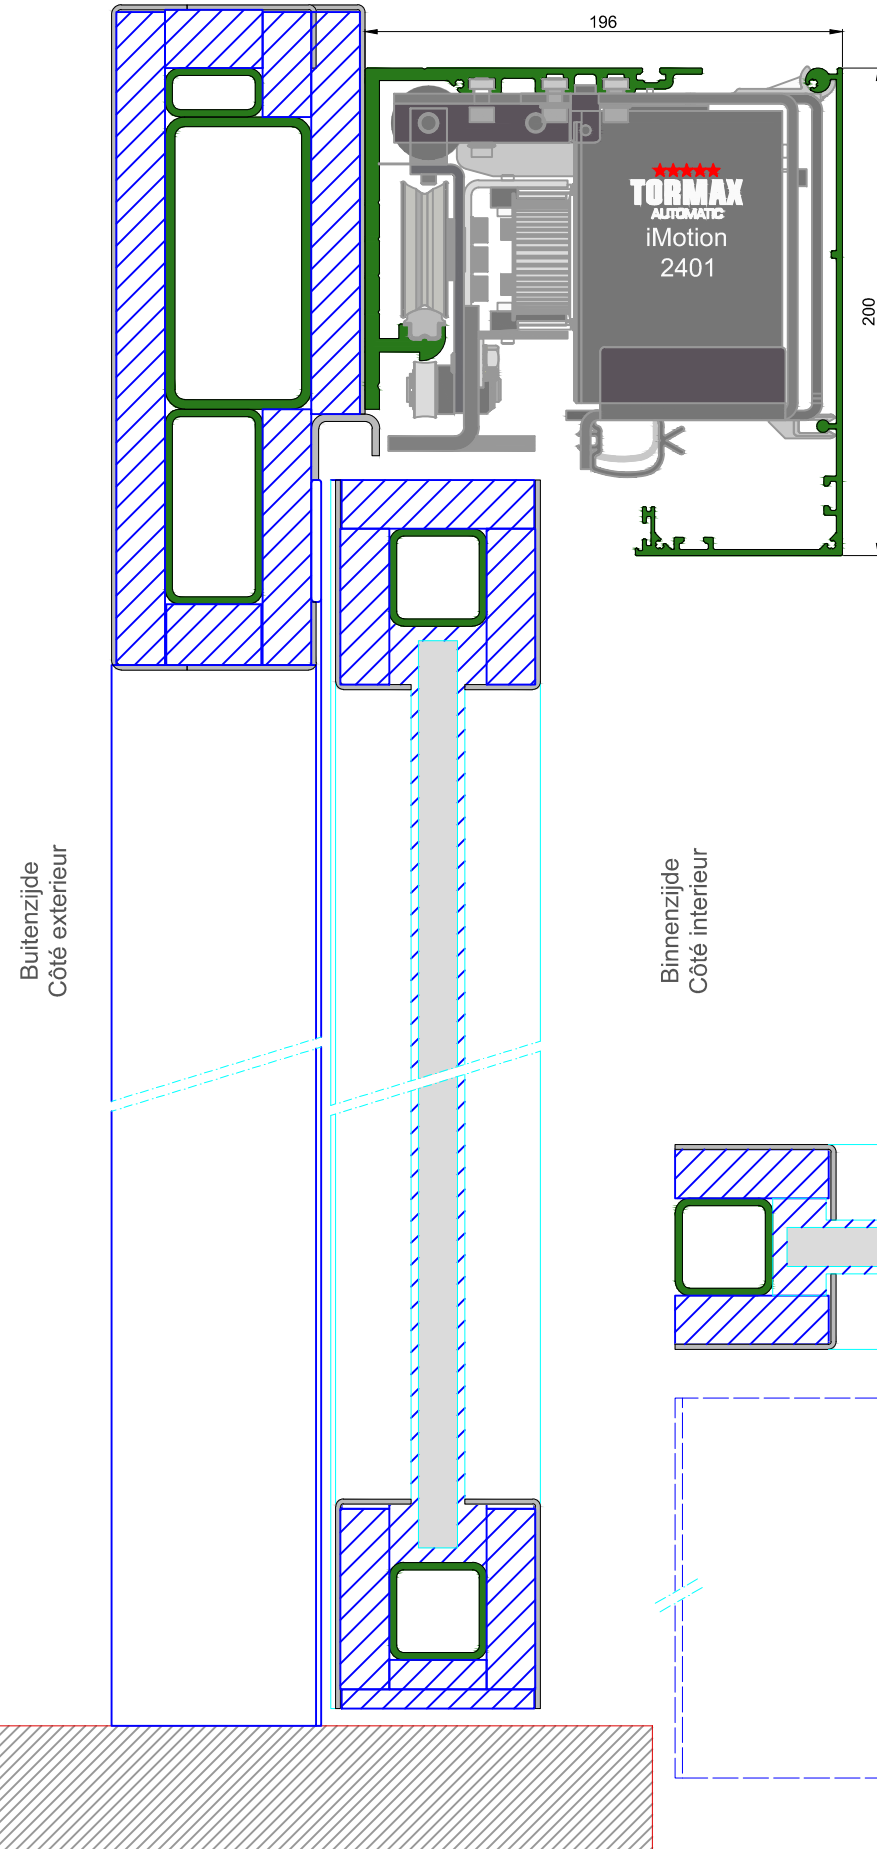 196
TORMAX
AUTOMATIC
iMotion
2401
200
Buitenzijde
Côté exterieur
Binnenzijde
Côté interieur